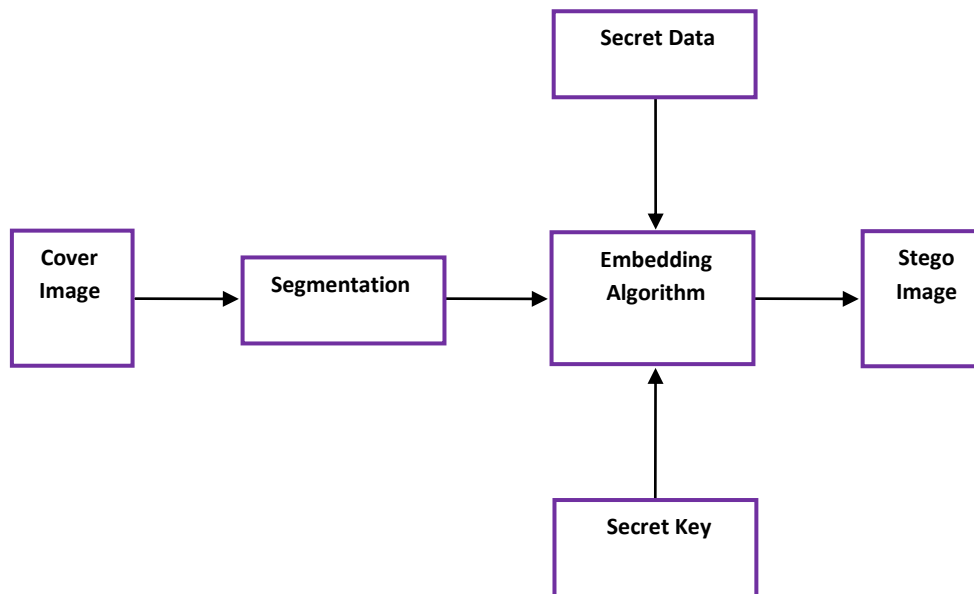 Secret Data
Cover
Image
Segmentation
Embedding
Algorithm
Stego
Image
Secret Key